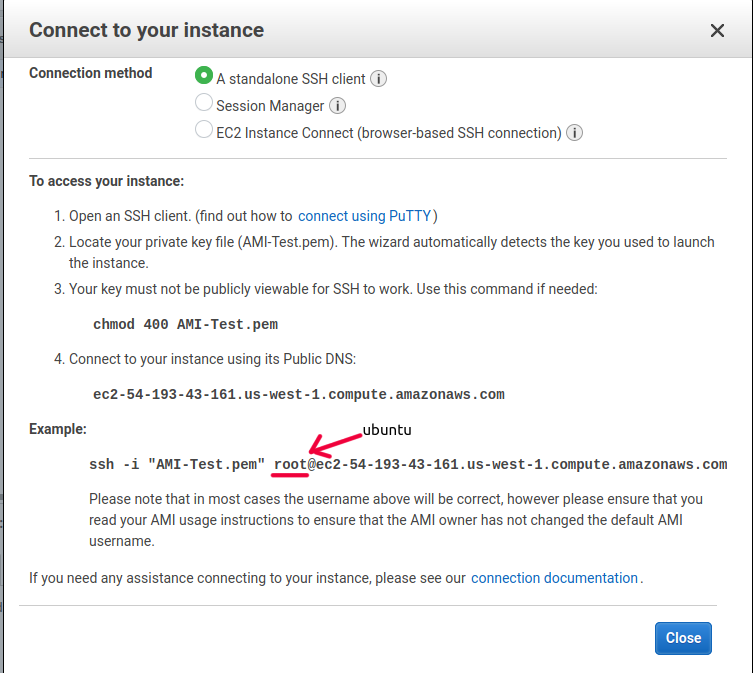 Connect to your instance
Connection method
A standalone SSH client
Session Manager
EC2 Instance Connect (browser-based SSH connection)
To access your instance:
1. Open an SSH client. (find out how to connect using PuTTY)
2. Locate your private key file (AMI-Test.pem). The wizard automatically detects the key you used to launch
the instance.
3. Your key must not be publicly viewable for SSH to work. Use this command if needed:
chmod 400 AMI-Test.pem
4. Connect to your instance using its Public DNS:
ec2-54-193-43-161.us-west-1.compute.amazonaws.com
Example:
ubuntu
ssh -i "AMI-Test.pem" root@ec2-54-193-43-161.us-west-1.compute.amazonaws.com
Please note that in most cases the username above will be correct, however please ensure that you
read your AMI usage instructions to ensure that the AMI owner has not changed the default AMI
username.
If you need any assistance connecting to your instance, please see our connection documentation.
Close